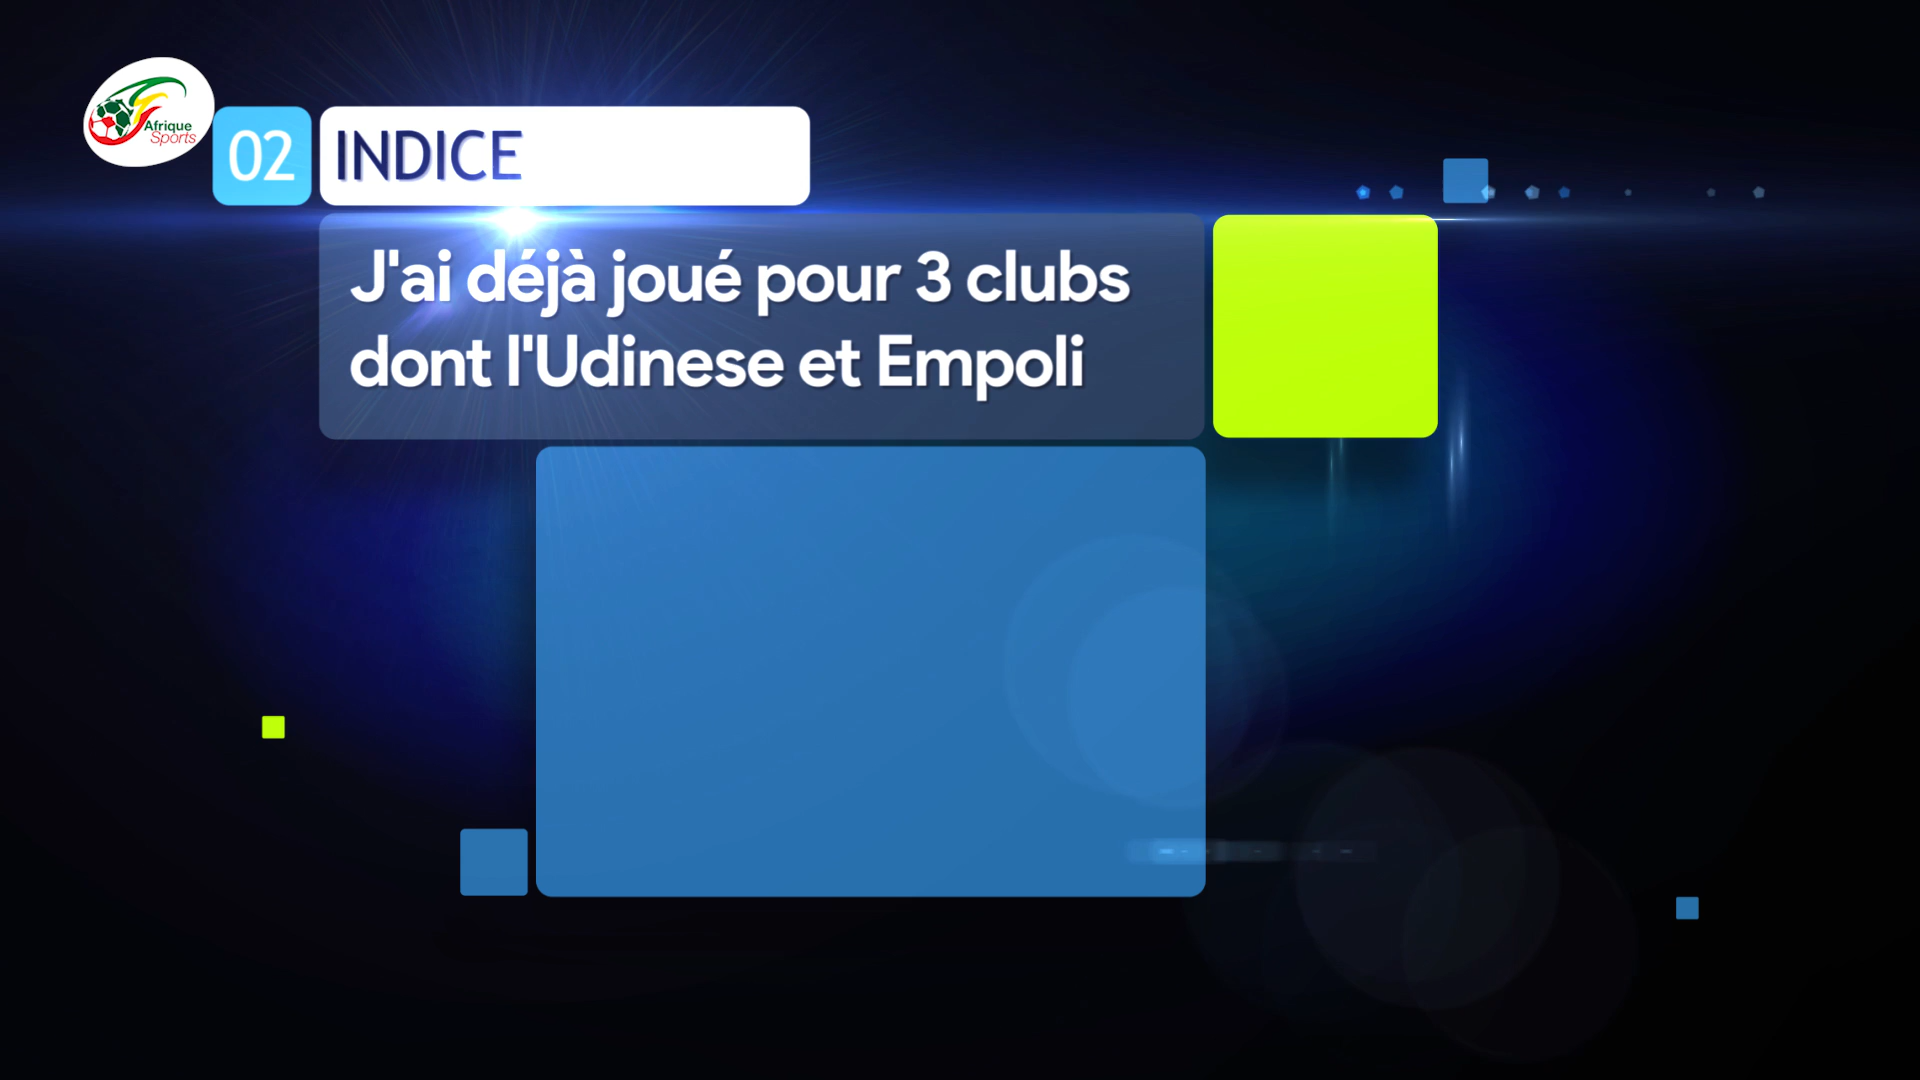 Afrique
Sports
02 INDICE
J'ai déjà joué pour 3 clubs
dont l'Udinese et Empoli